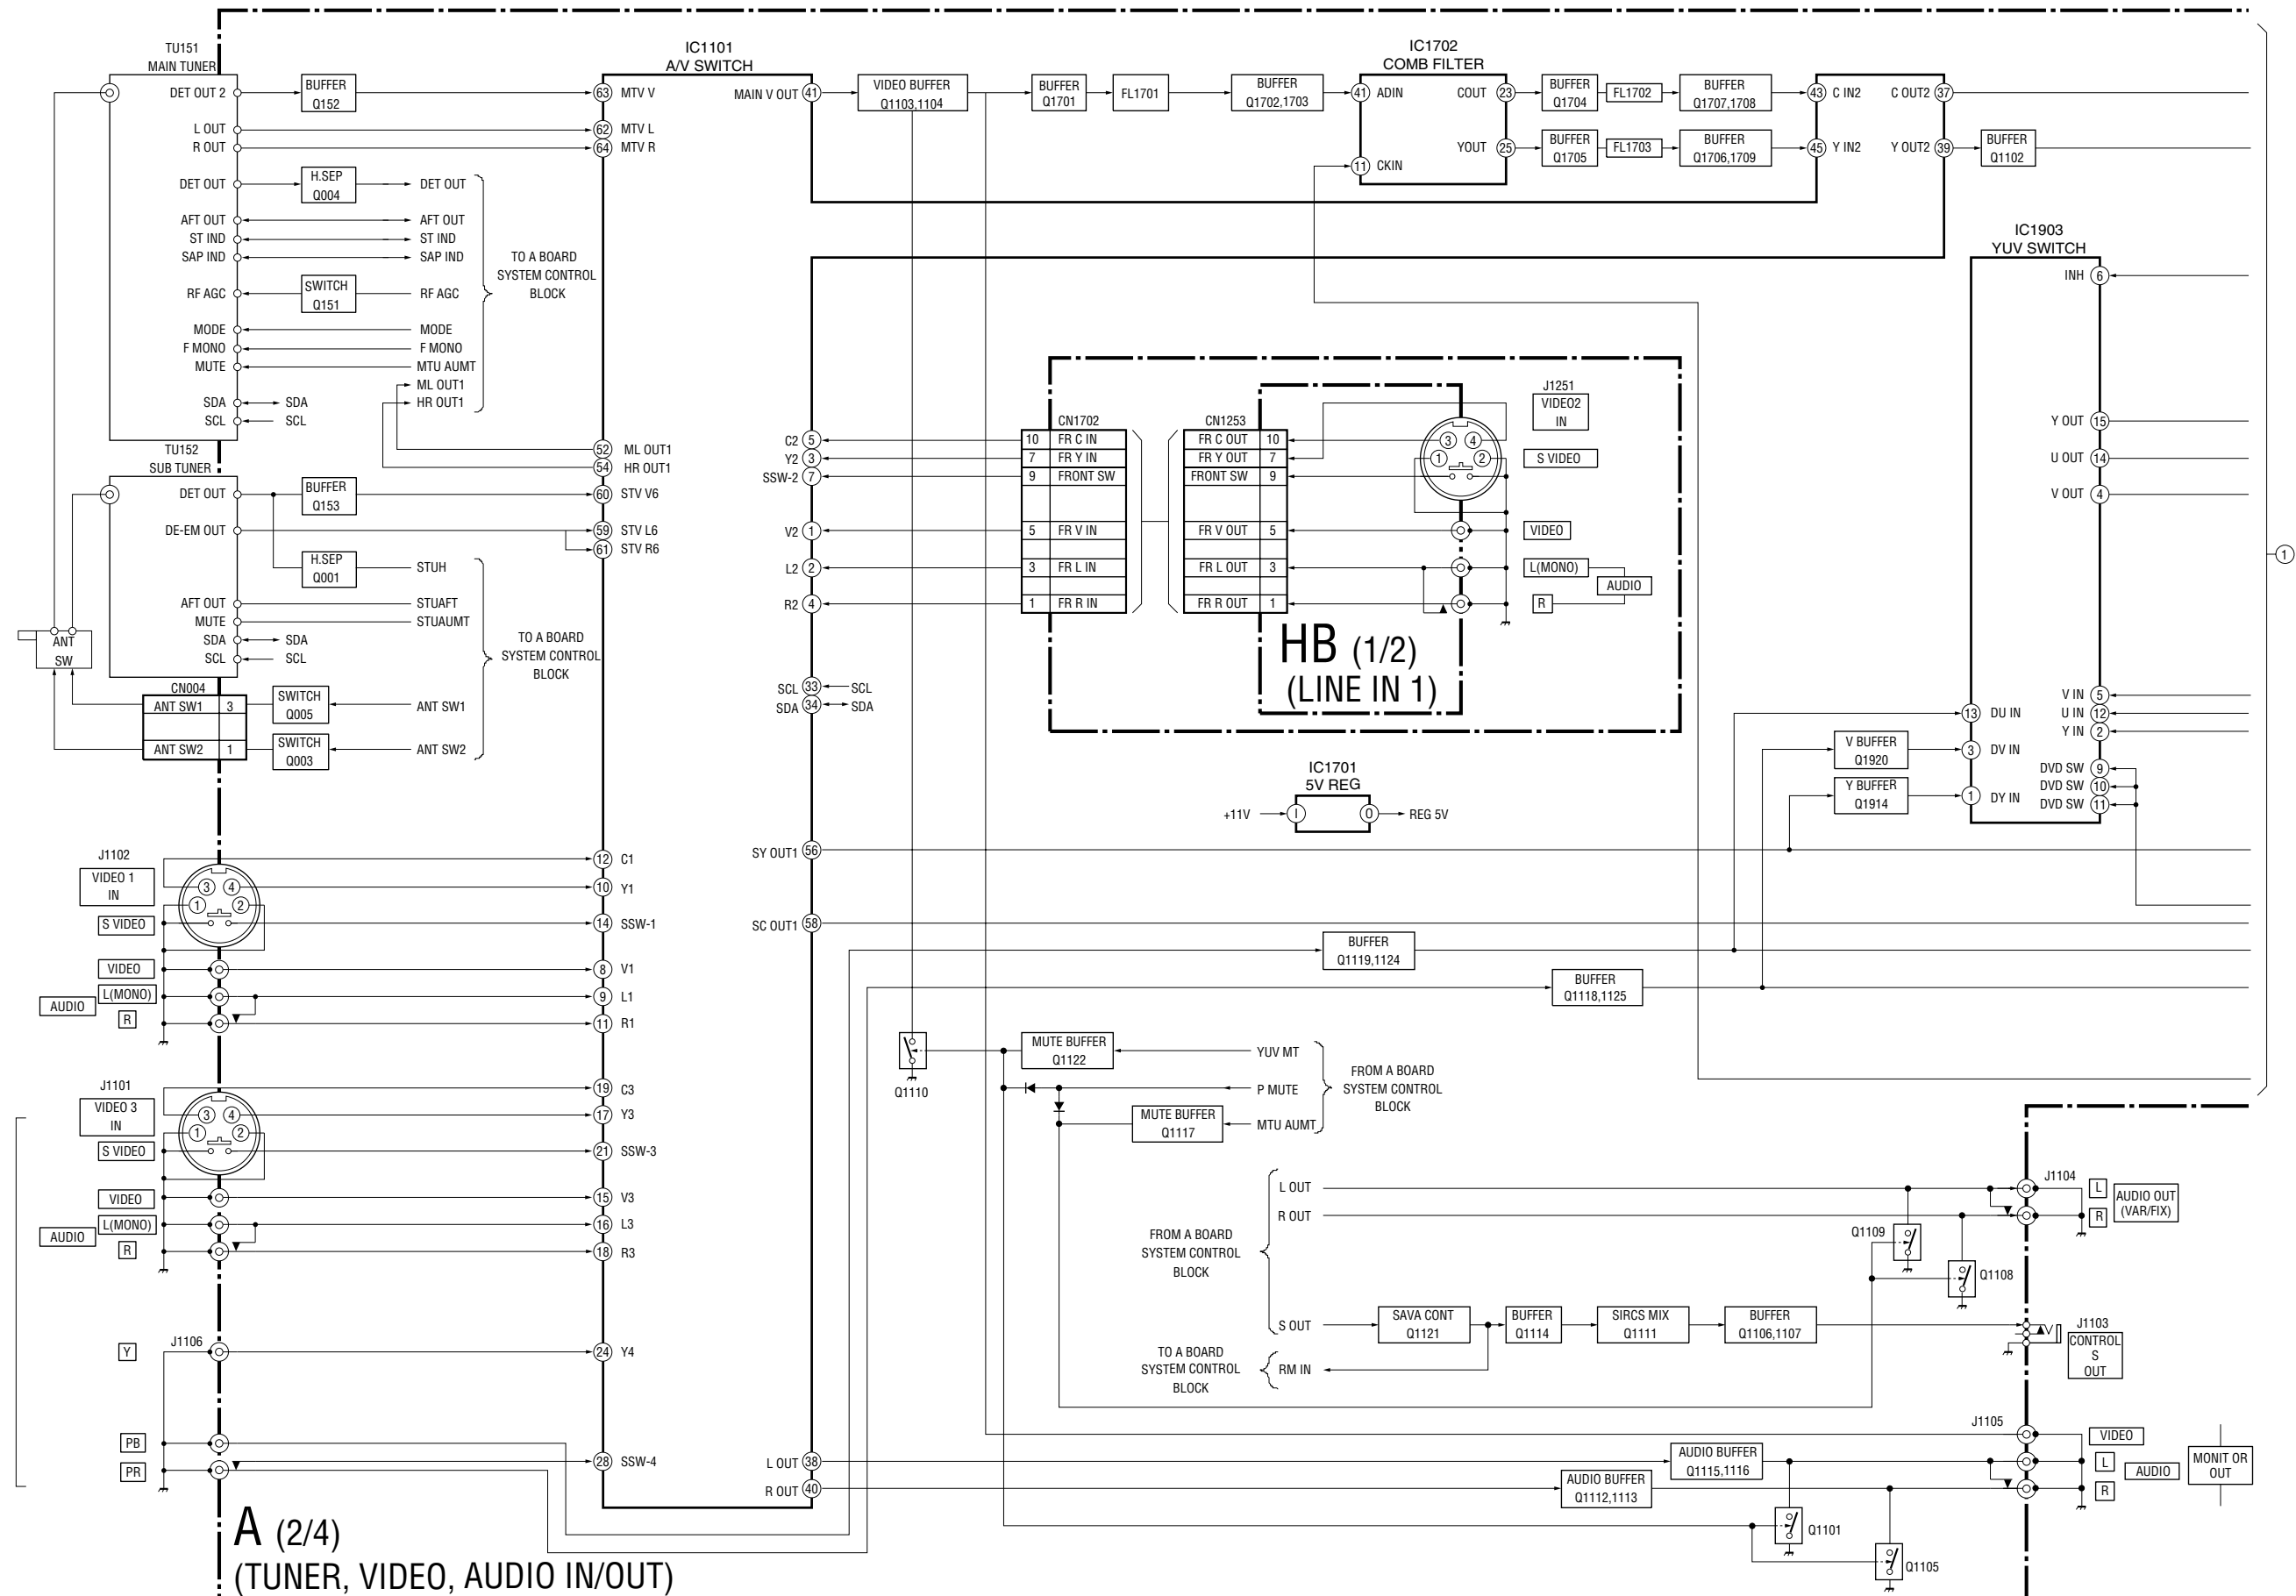 TU151
MAIN TUNER
DET OUT 2
L OUT
R OUT
DET OUT
AFT OUT
ST IND
SAP IND
RF AGC
MODE
F MONO
MUTE
SDA
SCL
BUFFER
Q152
H.SEP
Q004
SWITCH
Q151
DET OUT
AFT OUT
ST IND
SAP IND
RF AGC
MODE
F MONO
MTU AUMT
ML OUT1
HR OUT1
SDA
SCL
TO A BOARD
SYSTEM CONTROL
BLOCK
TU152
SUB TUNER
DET OUT
DE-EM OUT
AFT OUT
MUTE
SDA
SCL
BUFFER
Q153
H.SEP
Q001
STUH
STUAFT
STUAUMT
SDA
SCL
TO A BOARD
SYSTEM CONTROL
BLOCK
ANT
SW
CN004
ANT SW1 3
ANT SW2 1
SWITCH
Q005
SWITCH
Q003
ANT SW1
ANT SW2
IC1101
A/V SWITCH
63 MTV V
62 MTV L
64 MTV R
52 ML OUT1
54 HR OUT1
60 STV V6
59 STV L6
61 STV R6
12 C1
10 Y1
14 SSW-1
8 V1
9 L1
11 R1
19 C3
17 Y3
21 SSW-3
15 V3
16 L3
18 R3
24 Y4
28 SSW-4
MAIN V OUT 41
C2 5
Y2 3
SSW-2 7
V2 1
L2 2
R2 4
SCL 33 SCL
SDA 34 SDA
SY OUT1 56
SC OUT1 58
L OUT 38
R OUT 40
J1102
VIDEO 1
IN
3 4
1 2
S VIDEO
VIDEO
L(MONO)
AUDIO
R
J1101
VIDEO 3
IN
3 4
1 2
S VIDEO
VIDEO
L(MONO)
AUDIO
R
Y
J1106
PB
PR
A (2/4)
(TUNER, VIDEO, AUDIO IN/OUT)
VIDEO BUFFER
Q1103,1104
BUFFER
Q1701
FL1701
BUFFER
Q1702,1703
IC1702
COMB FILTER
41 ADIN
COUT 23
YOUT 25
11 CKIN
BUFFER
Q1704
FL1702
BUFFER
Q1707,1708
BUFFER
Q1705
FL1703
BUFFER
Q1706,1709
43 C IN2
45 Y IN2
C OUT2 37
Y OUT2 39
BUFFER
Q1102
IC1903
YUV SWITCH
INH 6
Y OUT 15
U OUT 14
V OUT 4
V IN 5
U IN 12
Y IN 2
DVD SW 9
DVD SW 10
DVD SW 11
13 DU IN
3 DV IN
1 DY IN
V BUFFER
Q1920
Y BUFFER
Q1914
1
CN1702
10 FR C IN
7 FR Y IN
9 FRONT SW
5 FR V IN
3 FR L IN
1 FR R IN
CN1253
FR C OUT 10
FR Y OUT 7
FRONT SW 9
FR V OUT 5
FR L OUT 3
FR R OUT 1
3 4
1 2
J1251
VIDEO2
IN
S VIDEO
VIDEO
L(MONO)
AUDIO
R
HB (1/2)
(LINE IN 1)
IC1701
5V REG
+11V
I
O
REG 5V
BUFFER
Q1119,1124
BUFFER
Q1118,1125
Q1110
MUTE BUFFER
Q1122
MUTE BUFFER
Q1117
YUV MT
P MUTE
MTU AUMT
FROM A BOARD
SYSTEM CONTROL
BLOCK
L OUT
R OUT
FROM A BOARD
SYSTEM CONTROL
BLOCK
S OUT
SAVA CONT
Q1121
BUFFER
Q1114
SIRCS MIX
Q1111
BUFFER
Q1106,1107
TO A BOARD
SYSTEM CONTROL
BLOCK
RM IN
Q1109
Q1108
J1104
L
R
AUDIO OUT
(VAR/FIX)
J1103
CONTROL
S
OUT
J1105
VIDEO
L
AUDIO
R
MONIT OR
OUT
AUDIO BUFFER
Q1115,1116
AUDIO BUFFER
Q1112,1113
Q1101
Q1105